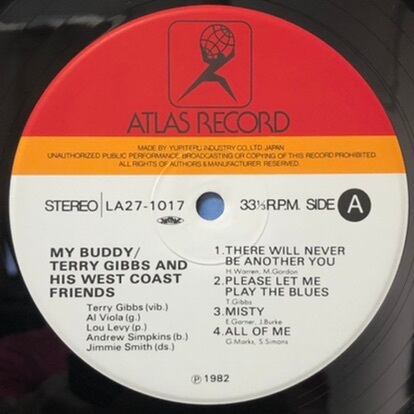 ATLAS RECORD
MADE BY YUPITERU INDUSTRY CO.,LTD. JAPAN
UNAUTHORIZED PUBLIC PERFORMANCE, BROADCASTING OR COPYING OF THIS RECORD PROHIBITED.
ALL RIGHTS OF AUTHORS & MANUFACTURER RESERVED.
STEREO LA27-1017 33⅓ R.P.M. SIDE A
MY BUDDY/
TERRY GIBBS AND
HIS WEST COAST
FRIENDS
Terry Gibbs (vib.)
Al Viola (g.)
Lou Levy (p.)
Andrew Simpkins (b.)
Jimmie Smith (ds.)
1.THERE WILL NEVER
BE ANOTHER YOU
H.Warren, M.Gordon
2.PLEASE LET ME
PLAY THE BLUES
T.Gibbs
3.MISTY
E.Garner, J.Burke
4.ALL OF ME
G.Marks, S.Simons
Ⓟ 1982